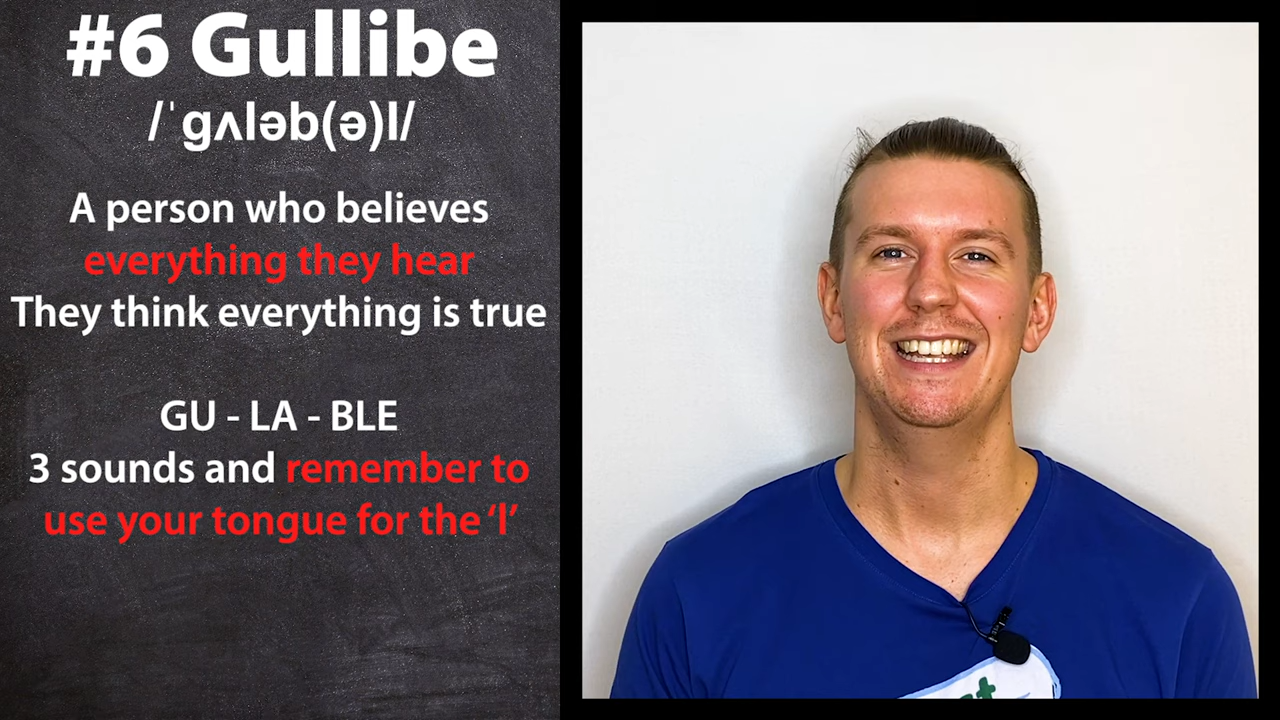 #6 Gullibe
/ˈgʌləb(ə)l/
A person who believes
everything they hear
They think everything is true
GU - LA - BLE
3 sounds and remember to
use your tongue for the ‘l’